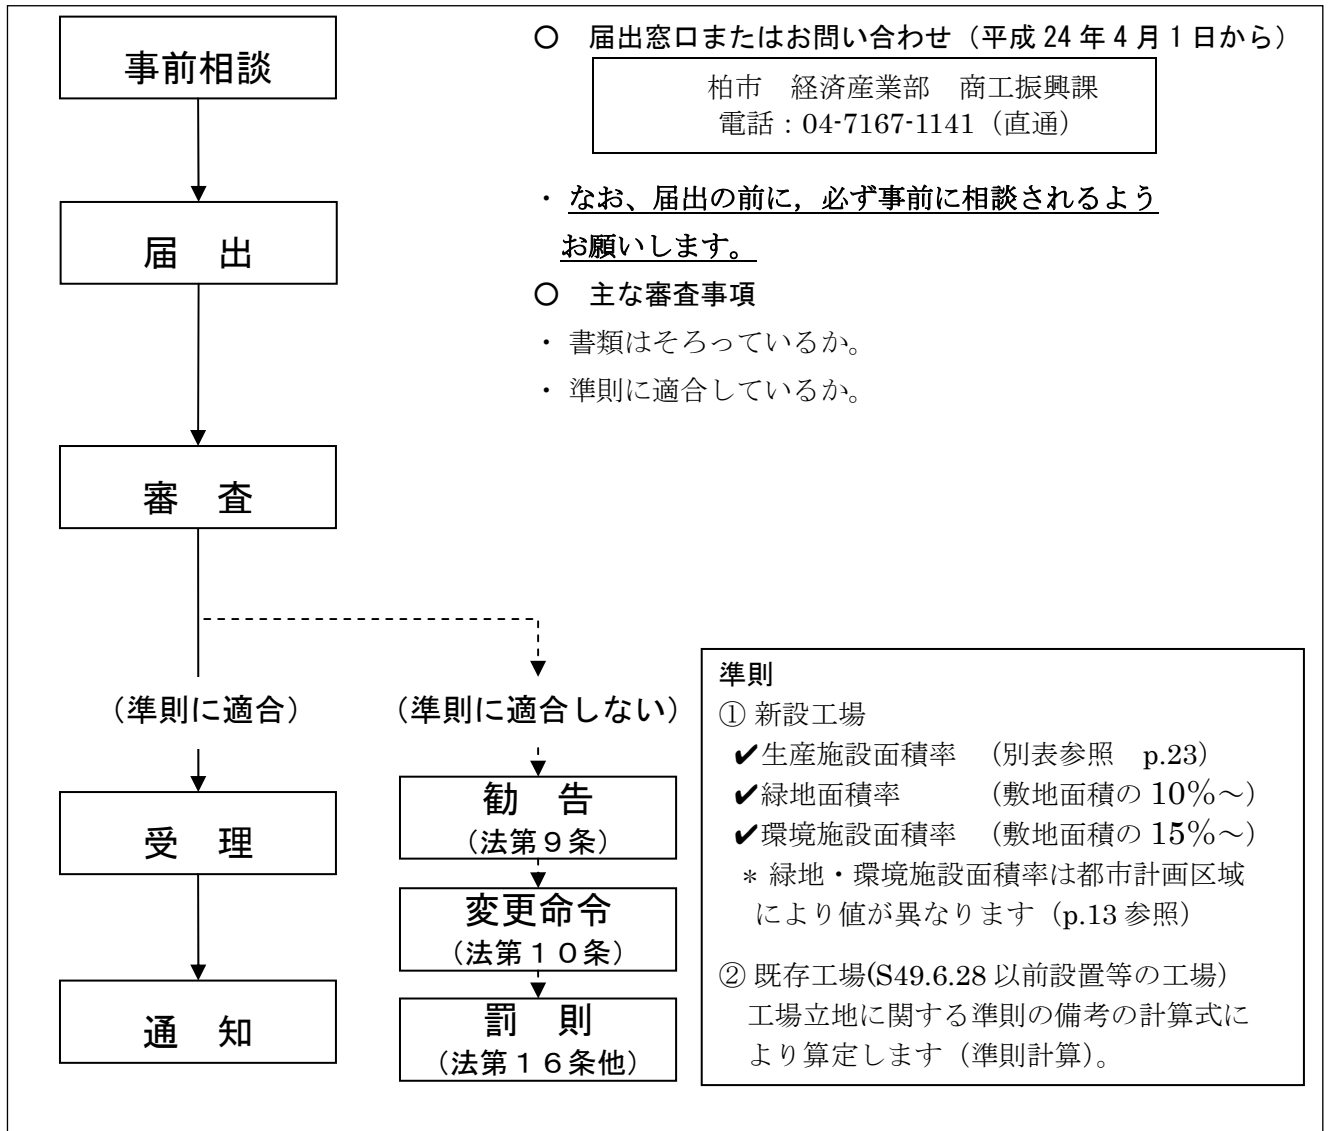 事前相談
届　出
審　査
（準則に適合）
（準則に適合しない）
受　理
通　知
勧　告
（法第９条）
変更命令
（法第１０条）
罰　則
（法第１６条他）
○　届出窓口またはお問い合わせ（平成 24 年 4 月 1 日から）
柏市　経済産業部　商工振興課
電話：04-7167-1141（直通）
・ なお、届出の前に，必ず事前に相談されるよう
お願いします。
○　主な審査事項
・ 書類はそろっているか。
・ 準則に適合しているか。
準則
① 新設工場
✔生産施設面積率　（別表参照　p.23）
✔緑地面積率　　　（敷地面積の 10％～）
✔環境施設面積率　（敷地面積の 15％～）
＊ 緑地・環境施設面積率は都市計画区域
により値が異なります（p.13 参照）
② 既存工場(S49.6.28 以前設置等の工場）
工場立地に関する準則の備考の計算式に
より算定します（準則計算）。